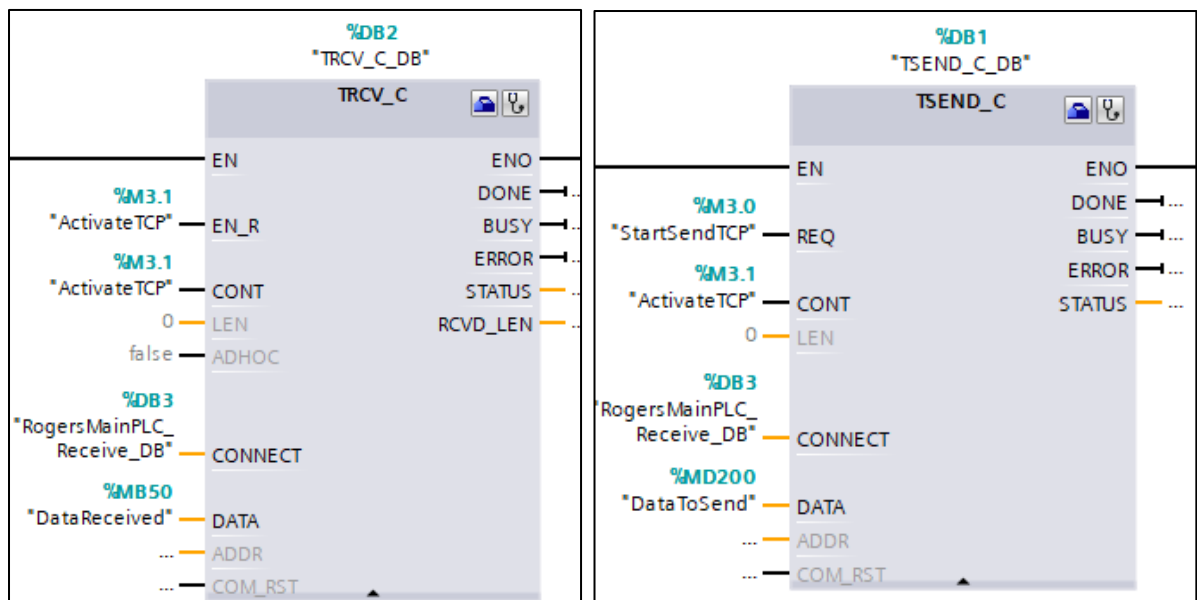 %DB2
"TRCV_C_DB"
TRCV_C
EN
ENO
DONE
...
%M3.1
"ActivateTCP"
EN_R
BUSY
...
ERROR
...
%M3.1
"ActivateTCP"
CONT
STATUS
...
0
LEN
RCVD_LEN
...
false
ADHOC
%DB3
"RogersMainPLC_
Receive_DB"
CONNECT
%MB50
"DataReceived"
DATA
...
ADDR
...
COM_RST
%DB1
"TSEND_C_DB"
TSEND_C
EN
ENO
DONE
...
%M3.0
"StartSendTCP"
REQ
BUSY
...
ERROR
...
%M3.1
"ActivateTCP"
CONT
STATUS
...
0
LEN
%DB3
"RogersMainPLC_
Receive_DB"
CONNECT
%MD200
"DataToSend"
DATA
...
ADDR
...
COM_RST